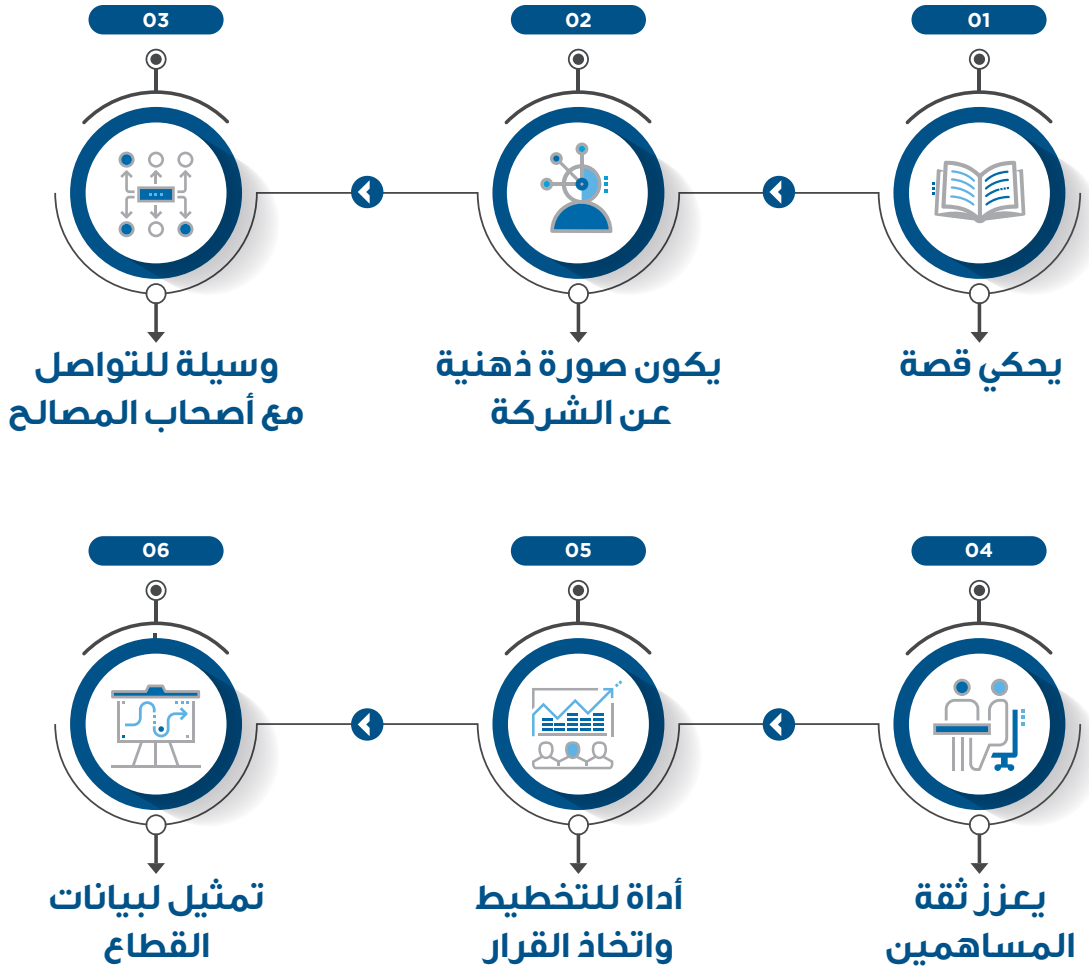 01
يحكي قصة
02
يكون صورة ذهنية
عن الشركة
03
وسيلة للتواصل
مع أصحاب المصالح
04
يعزز ثقة
المساهمين
05
أداة للتخطيط
واتخاذ القرار
06
تمثيل لبيانات
القطاع